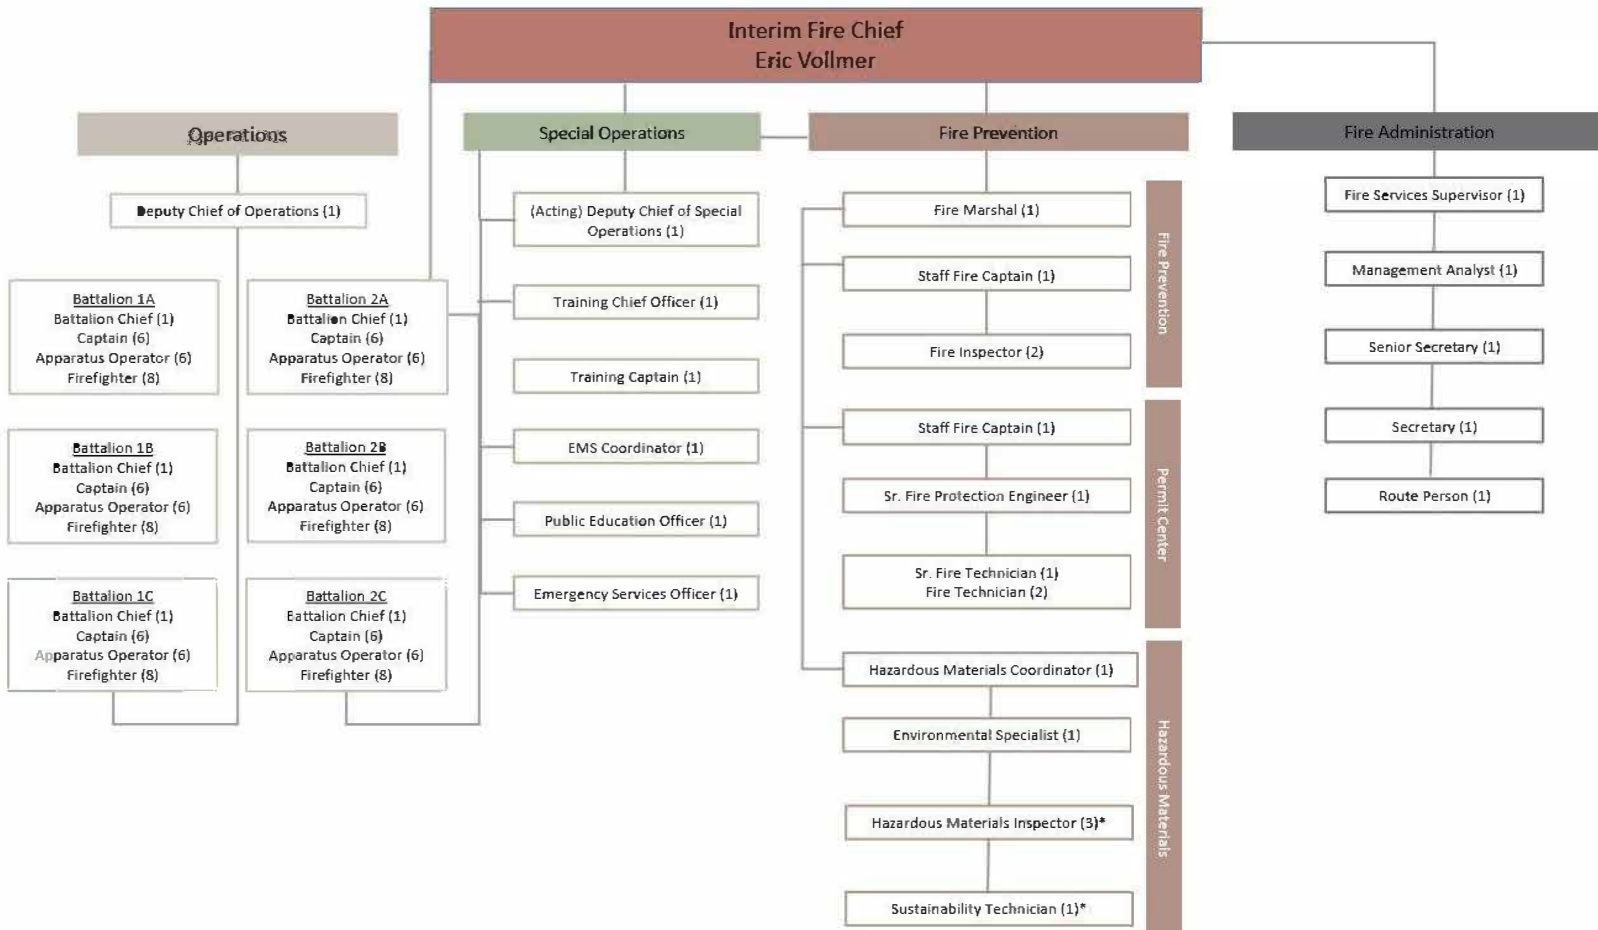 Interim Fire Chief
Eric Vollmer
Operations
Deputy Chief of Operations (1)
Battalion 1A
Battalion Chief (1)
Captain (6)
Apparatus Operator (6)
Firefighter (8)
Battalion 2A
Battalion Chief (1)
Captain (6)
Apparatus Operator (6)
Firefighter (8)
Battalion 1B
Battalion Chief (1)
Captain (6)
Apparatus Operator (6)
Firefighter (8)
Battalion 2B
Battalion Chief (1)
Captain (6)
Apparatus Operator (6)
Firefighter (8)
Battalion 1C
Battalion Chief (1)
Captain (6)
Apparatus Operator (6)
Firefighter (8)
Battalion 2C
Battalion Chief (1)
Captain (6)
Apparatus Operator (6)
Firefighter (8)
Special Operations
(Acting) Deputy Chief of Special
Operations (1)
Training Chief Officer (1)
Training Captain (1)
EMS Coordinator (1)
Public Education Officer (1)
Emergency Services Officer (1)
Fire Prevention
Fire Marshal (1)
Staff Fire Captain (1)
Fire Inspector (2)
Fire Prevention
Staff Fire Captain (1)
Sr. Fire Protection Engineer (1)
Sr. Fire Technician (1)
Fire Technician (2)
Permit Center
Hazardous Materials Coordinator (1)
Environmental Specialist (1)
Hazardous Materials Inspector (3)*
Sustainability Technician (1)*
Hazardous Materials
Fire Administration
Fire Services Supervisor (1)
Management Analyst (1)
Senior Secretary (1)
Secretary (1)
Route Person (1)